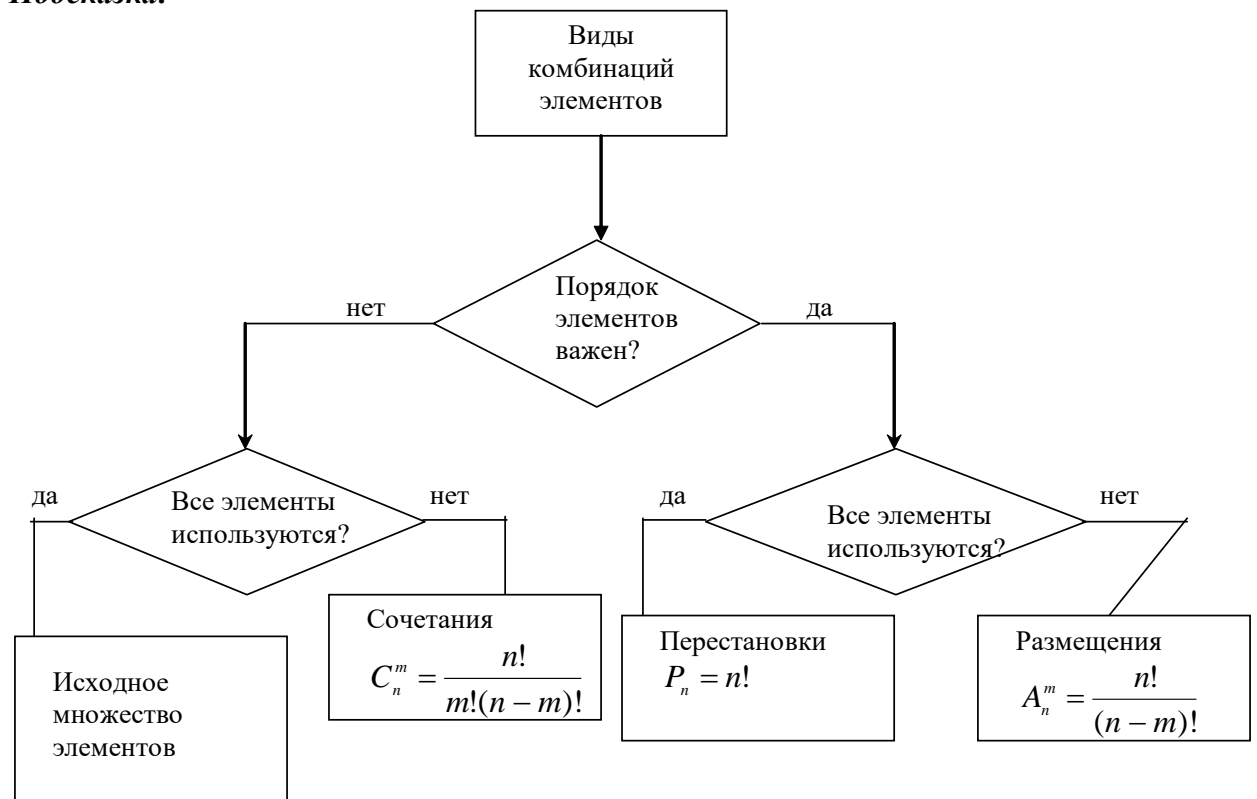 Виды
комбинаций
элементов
Порядок
элементов
важен?
нет
да
да
Все элементы
используются?
нет
да
Все элементы
используются?
нет
Исходное
множество
элементов
Сочетания
C_n^m = n! / m!(n − m)!
Перестановки
P_n = n!
Размещения
A_n^m = n! / (n − m)!